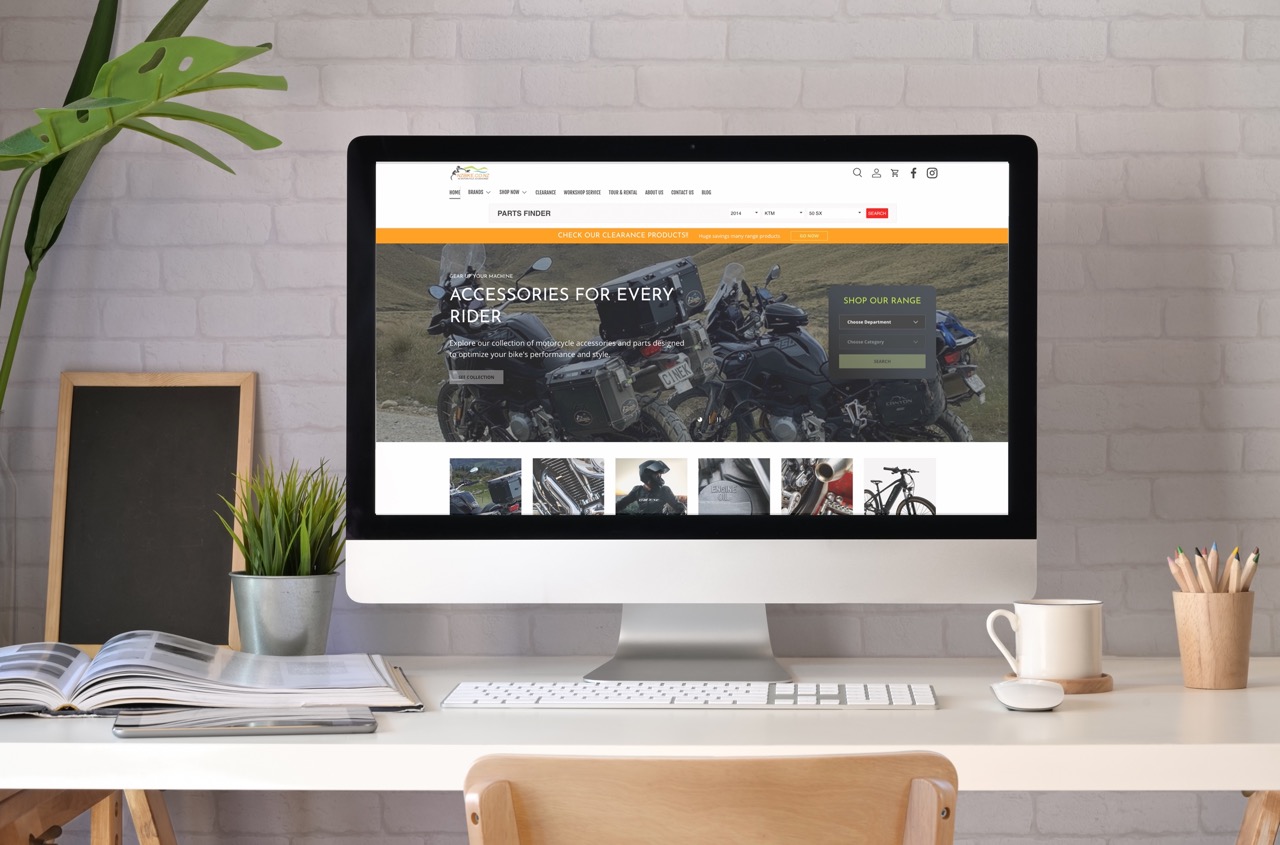 HOME BRANDS SHOP NOW CLEARANCE WORKSHOP SERVICE TOUR & RENTAL ABOUT US CONTACT US BLOG
PARTS FINDER 2014 KTM 50 SX SEARCH
CHECK OUR CLEARANCE PRODUCTS! Huge savings many range products
GEAR UP YOUR MACHINE
ACCESSORIES FOR EVERY
RIDER
Explore our collection of motorcycle accessories and parts designed
to optimize your bike's performance and style.
SEE COLLECTION
SHOP OUR RANGE
Choose Department
Choose Category
SEARCH
ENGINE
OIL